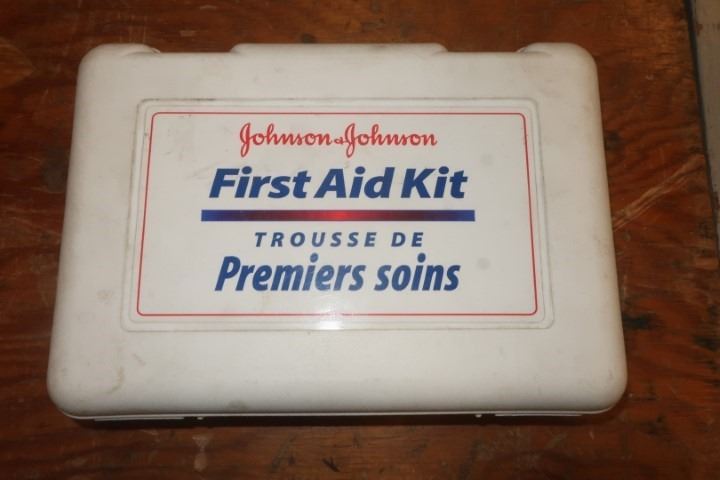 Johnson & Johnson
First Aid Kit
TROUSSE DE
Premiers soins